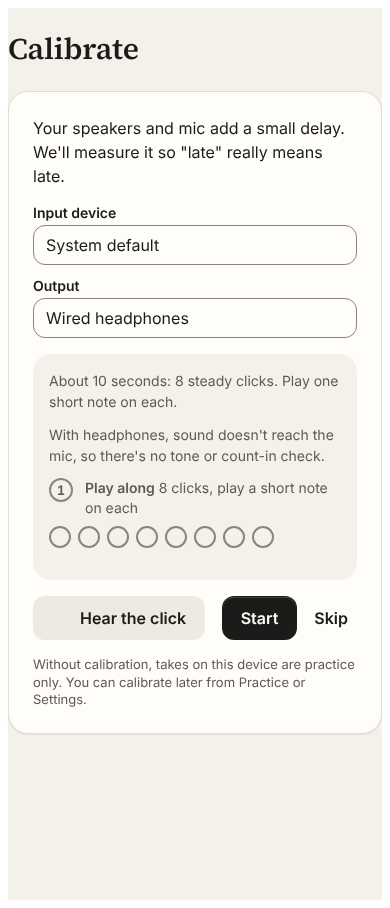 Calibrate
Your speakers and mic add a small delay.
We'll measure it so "late" really means
late.
Input device
System default
Output
Wired headphones
About 10 seconds: 8 steady clicks. Play one
short note on each.
With headphones, sound doesn't reach the
mic, so there's no tone or count-in check.
1 Play along 8 clicks, play a short note
on each
Hear the click Start Skip
Without calibration, takes on this device are practice
only. You can calibrate later from Practice or
Settings.